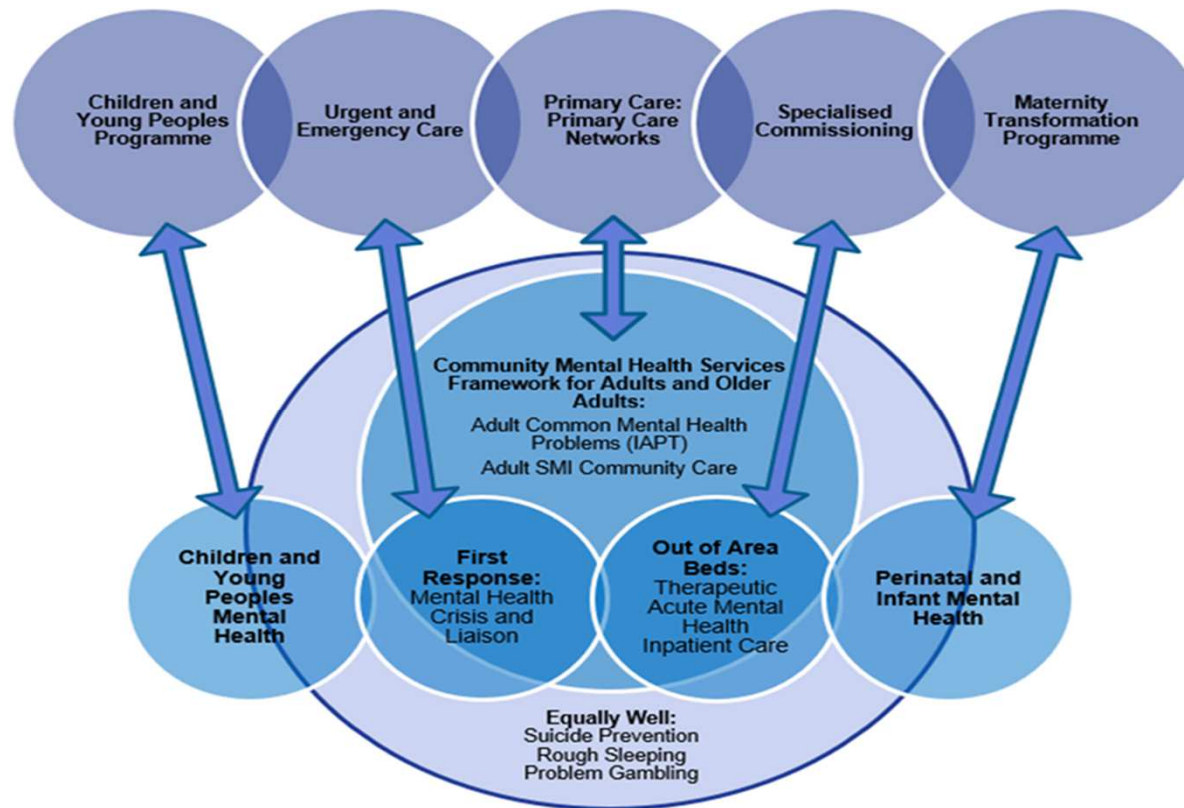 Children and
Young Peoples
Programme
Urgent and
Emergency Care
Primary Care:
Primary Care
Networks
Specialised
Commissioning
Maternity
Transformation
Programme
Community Mental Health Services
Framework for Adults and Older
Adults:
Adult Common Mental Health
Problems (IAPT)
Adult SMI Community Care
Children and
Young
Peoples
Mental
Health
First
Response:
Mental Health
Crisis and
Liaison
Out of Area
Beds:
Therapeutic
Acute Mental
Health
Inpatient Care
Perinatal and
Infant Mental
Health
Equally Well:
Suicide Prevention
Rough Sleeping
Problem Gambling